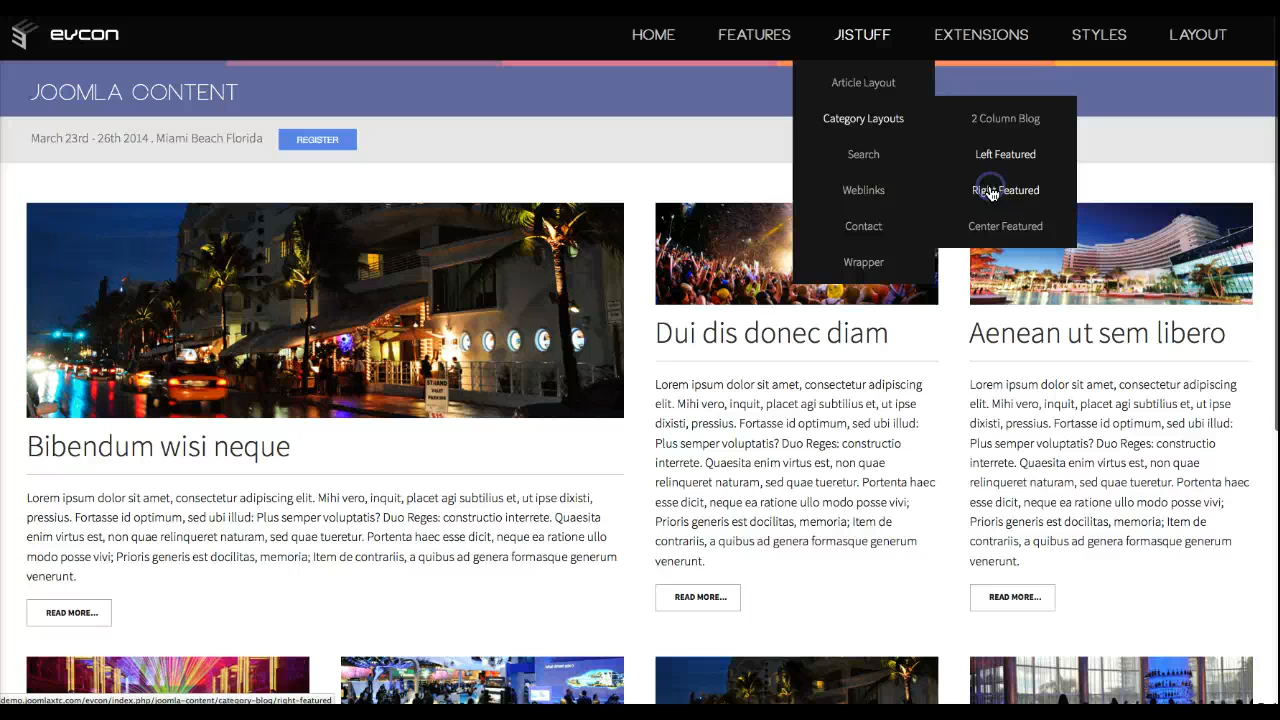 evcon
HOME
FEATURES
J!STUFF
EXTENSIONS
STYLES
LAYOUT
JOOMLA CONTENT
March 23rd - 26th 2014 . Miami Beach Florida
REGISTER
Article Layout
Category Layouts
Search
Weblinks
Contact
Wrapper
2 Column Blog
Left Featured
Right Featured
Center Featured
STRAND
VALET
PARKING
Bibendum wisi neque
Lorem ipsum dolor sit amet, consectetur adipiscing elit. Mihi vero, inquit, placet agi subtilius et, ut ipse dixisti,
pressius. Fortasse id optimum, sed ubi illud: Plus semper voluptatis? Duo Reges: constructio interrete. Quaesita enim
virtus est, non quae relinqueret naturam, sed quae tueretur. Portenta haec esse dicit, neque ea ratione ullo
modo posse vivi; Prioris generis est docilitas, memoria; Item de contrariis, a quibus ad genera formasque generum
venerunt.
READ MORE...
Dui dis donec diam
Lorem ipsum dolor sit amet, consectetur adipiscing
elit. Mihi vero, inquit, placet agi subtilius et, ut ipse
dixisti, pressius. Fortasse id optimum, sed ubi illud:
Plus semper voluptatis? Duo Reges: constructio
interrete. Quaesita enim virtus est, non quae
relinqueret naturam, sed quae tueretur. Portenta haec
esse dicit, neque ea ratione ullo modo posse vivi;
Prioris generis est docilitas, memoria; Item de
contrariis, a quibus ad genera formasque generum
venerunt.
READ MORE...
Aenean ut sem libero
Lorem ipsum dolor sit amet, consectetur adipiscing
elit. Mihi vero, inquit, placet agi subtilius et, ut ipse
dixisti, pressius. Fortasse id optimum, sed ubi illud:
Plus semper voluptatis? Duo Reges: constructio
interrete. Quaesita enim virtus est, non quae
relinqueret naturam, sed quae tueretur. Portenta haec
esse dicit, neque ea ratione ullo modo posse vivi;
Prioris generis est docilitas, memoria; Item de
contrariis, a quibus ad genera formasque generum
venerunt.
READ MORE...
demo.joomlaxtc.com/evcon/index.php/joomla-content/category-blog/right-featured